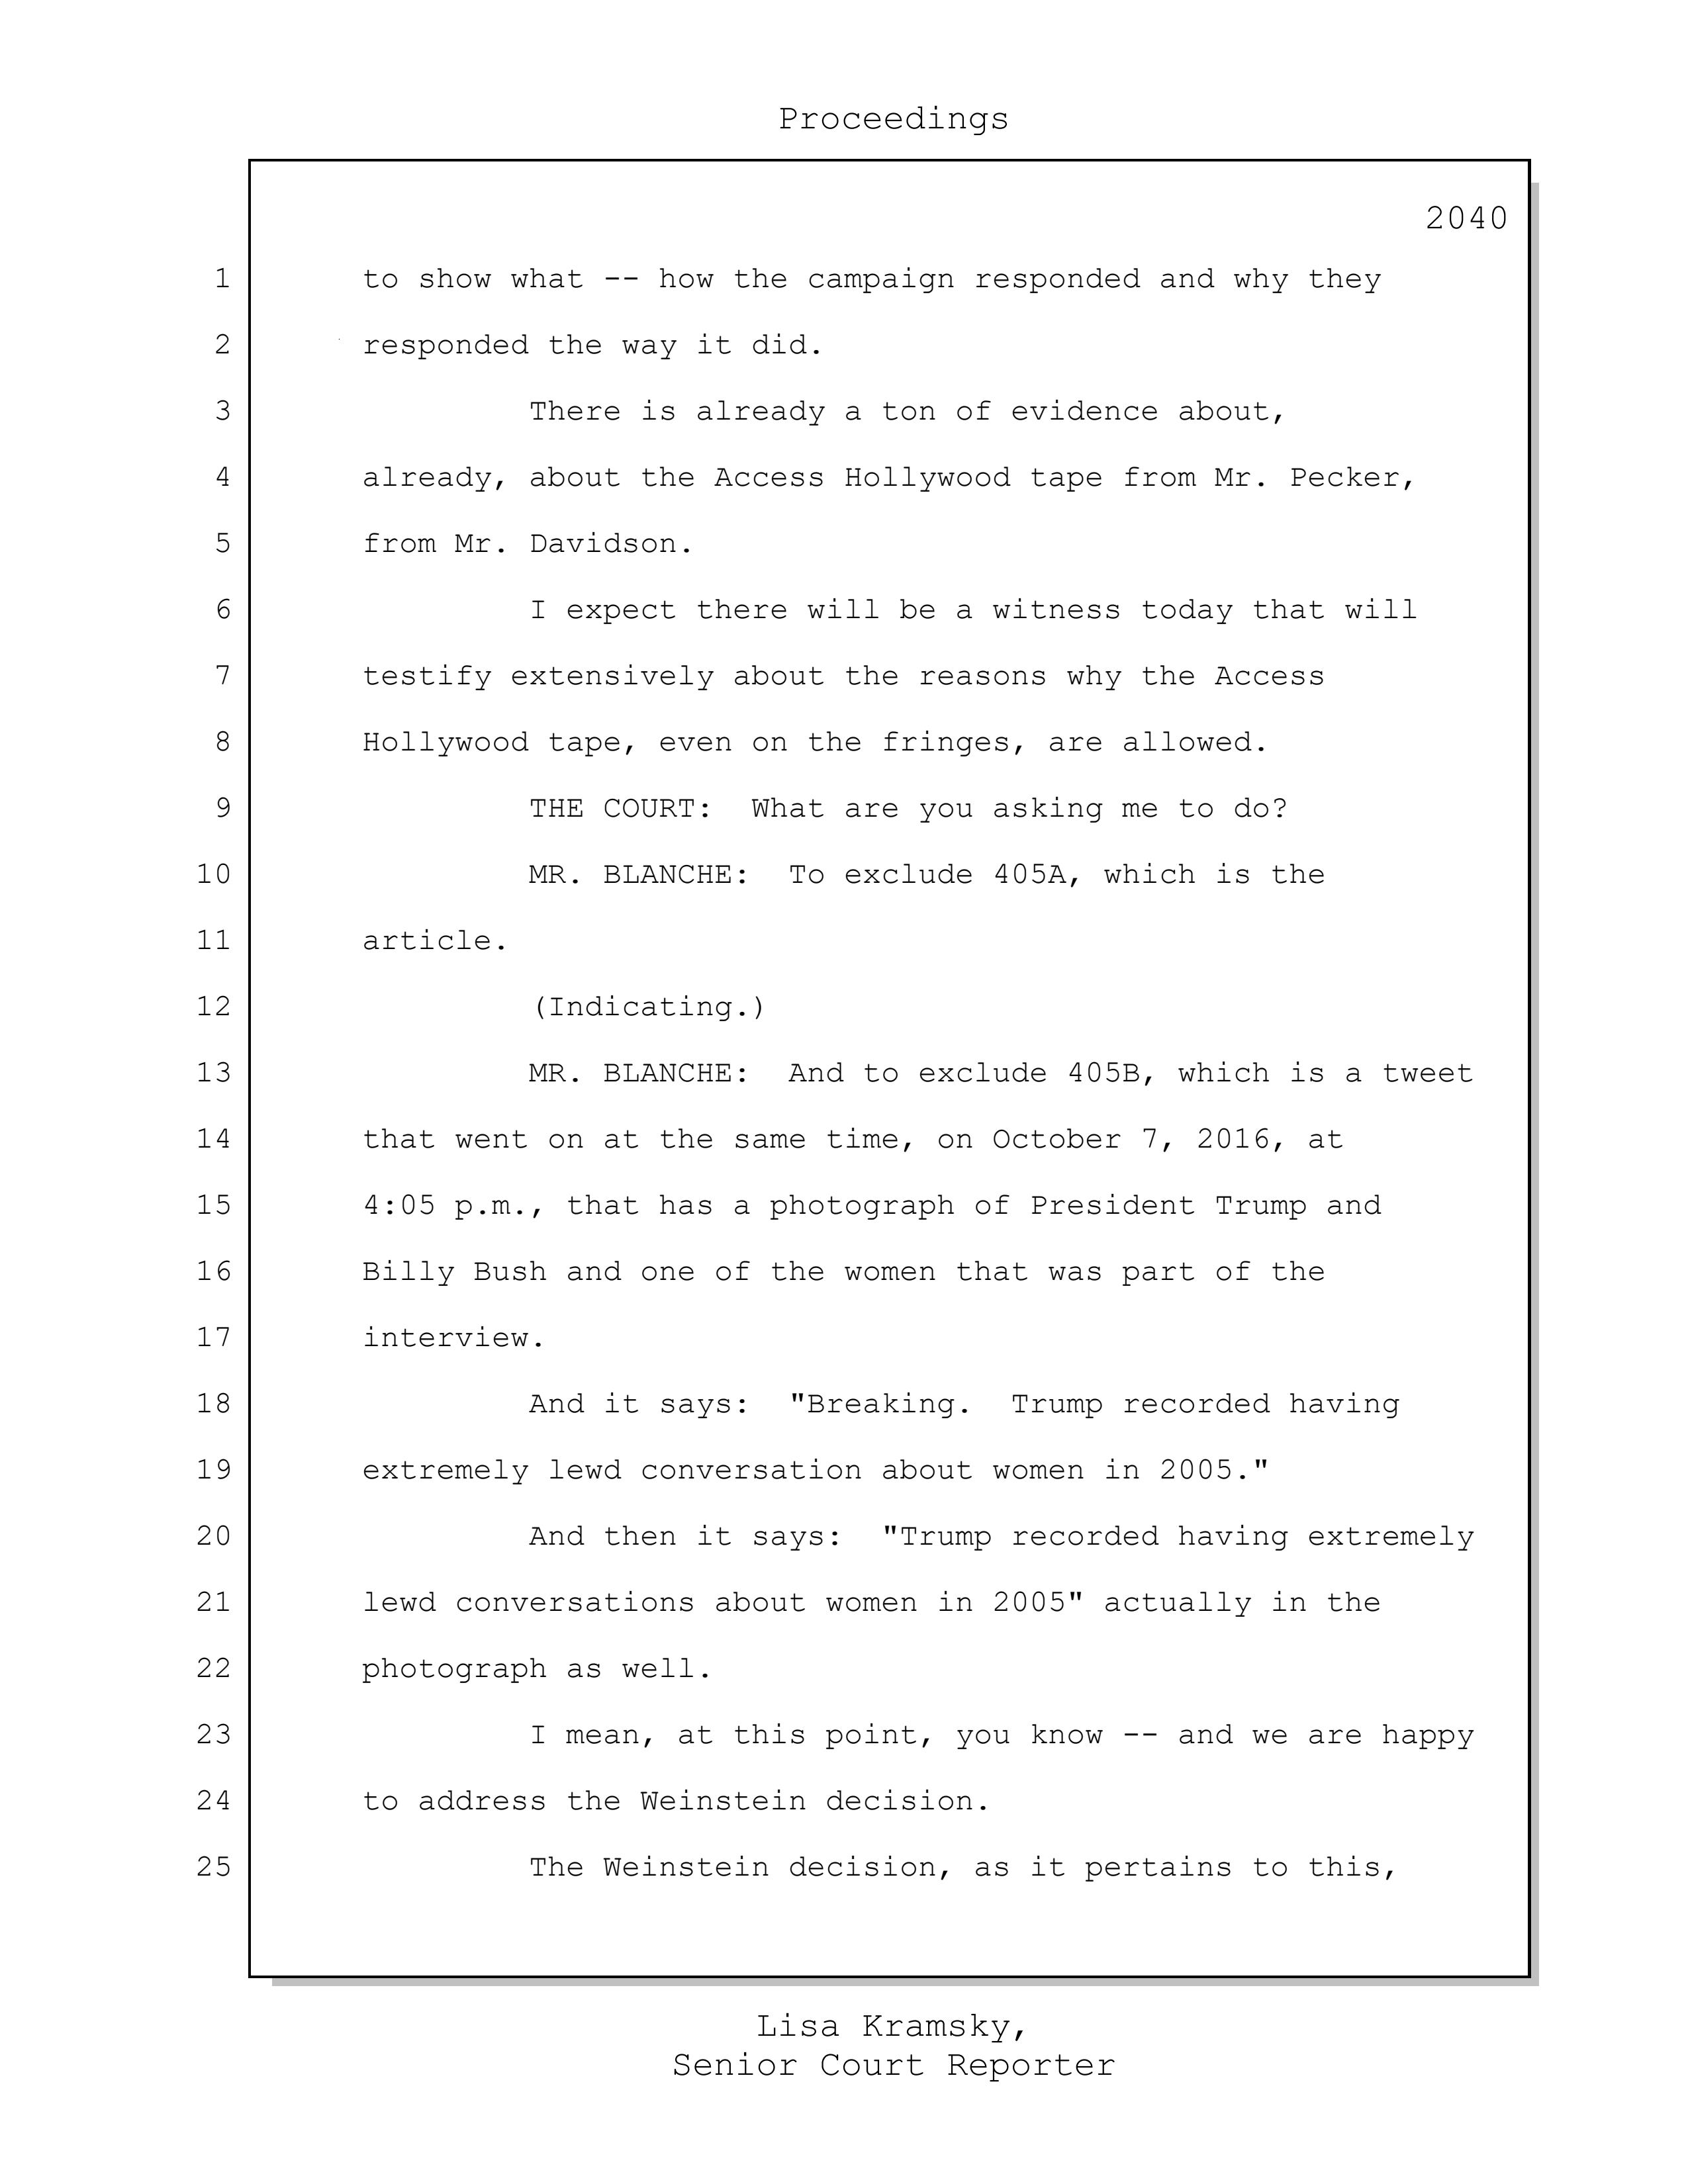 Proceedings
2040
1 to show what -- how the campaign responded and why they
2 responded the way it did.
3 There is already a ton of evidence about,
4 already, about the Access Hollywood tape from Mr. Pecker,
5 from Mr. Davidson.
6 I expect there will be a witness today that will
7 testify extensively about the reasons why the Access
8 Hollywood tape, even on the fringes, are allowed.
9 THE COURT:  What are you asking me to do?
10 MR. BLANCHE:  To exclude 405A, which is the
11 article.
12 (Indicating.)
13 MR. BLANCHE:  And to exclude 405B, which is a tweet
14 that went on at the same time, on October 7, 2016, at
15 4:05 p.m., that has a photograph of President Trump and
16 Billy Bush and one of the women that was part of the
17 interview.
18 And it says:  "Breaking.  Trump recorded having
19 extremely lewd conversation about women in 2005."
20 And then it says:  "Trump recorded having extremely
21 lewd conversations about women in 2005" actually in the
22 photograph as well.
23 I mean, at this point, you know -- and we are happy
24 to address the Weinstein decision.
25 The Weinstein decision, as it pertains to this,
Lisa Kramsky,
Senior Court Reporter